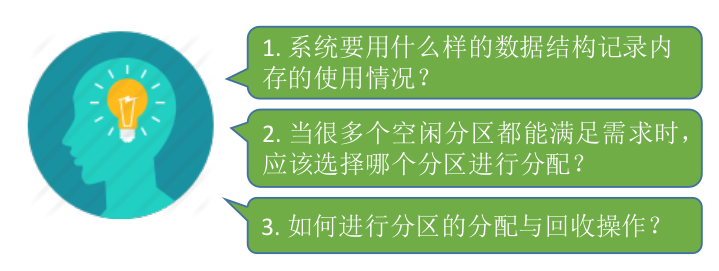 1. 系统要用什么样的数据结构记录内
存的使用情况？
2. 当很多个空闲分区都能满足需求时，
应该选择哪个分区进行分配？
3. 如何进行分区的分配与回收操作？